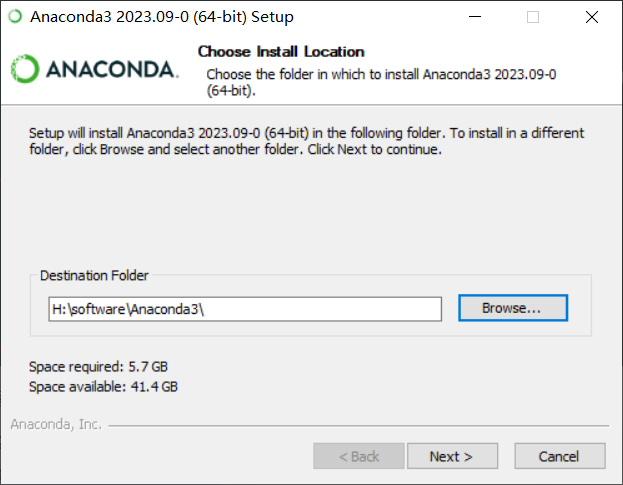 Anaconda3 2023.09-0 (64-bit) Setup
Choose Install Location
ANACONDA.
Choose the folder in which to install Anaconda3 2023.09-0
(64-bit).
Setup will install Anaconda3 2023.09-0 (64-bit) in the following folder. To install in a different
folder, click Browse and select another folder. Click Next to continue.
Destination Folder
H:\software\Anaconda3\
Browse...
Space required: 5.7 GB
Space available: 41.4 GB
Anaconda, Inc.
< Back
Next >
Cancel